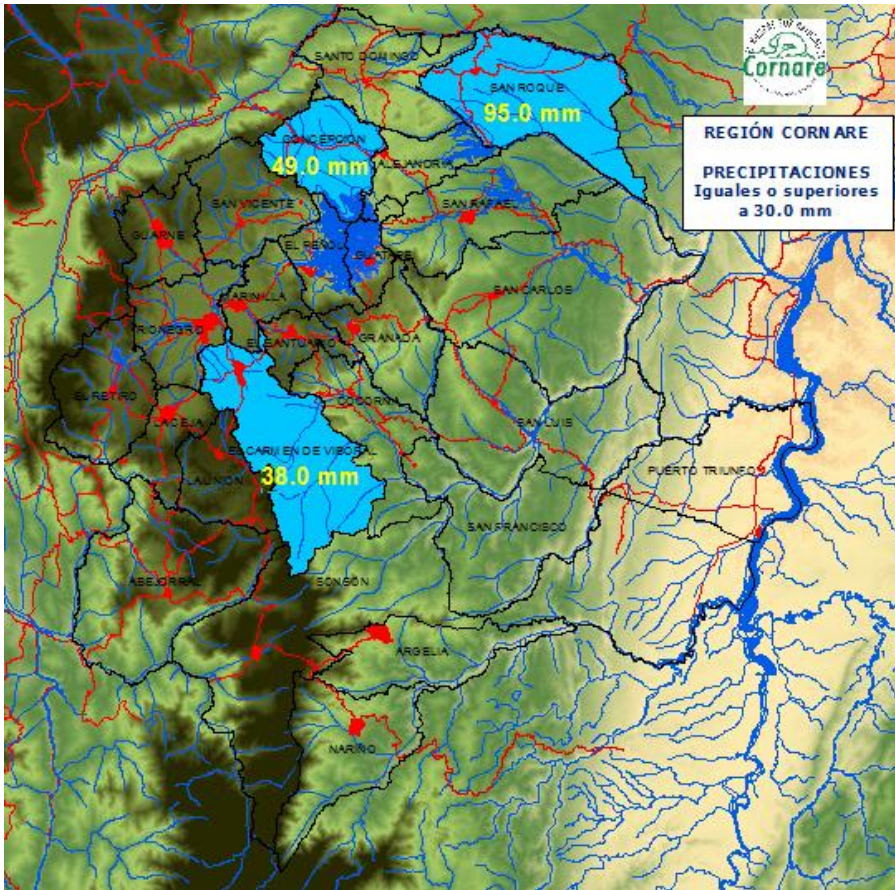 SANTO DOMINGO
SAN ROQUE
95.0 mm
Cornare
REGIÓN CORNARE
PRECIPITACIONES
Iguales o superiores
a 30.0 mm
CONCEPCIÓN
49.0 mm
ALEJANDRÍA
SAN VICENTE
SAN RAFAEL
GUARNE
EL PEÑOL
GUATAPE
MARINILLA
SAN CARLOS
RIONEGRO
EL SANTUARIO
GRANADA
EL RETIRO
COCORNA
LA CEJA
SAN LUIS
EL CARMEN DE VIBORAL
38.0 mm
LA UNION
PUERTO TRIUNFO
SAN FRANCISCO
ABEJORRAL
SONSÓN
ARGELIA
NARIÑO